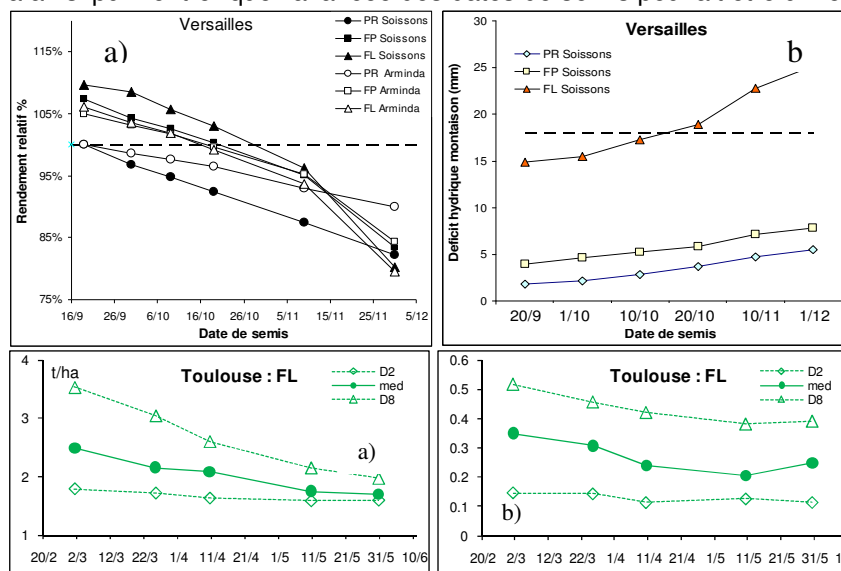 que l'avancée des dates de semis
Versailles
a)
PR Soissons
FP Soissons
FL Soissons
PR Arminda
FP Arminda
FL Arminda
Rendement relatif %
115%
105%
95%
85%
75%
16/9 26/9 6/10 16/10 26/10 5/11 15/11 25/11 5/12
Date de semis
Versailles
b
PR Soissons
FP Soissons
FL Soissons
Deficit hydrique montaison (mm)
30
25
20
15
10
5
0
20/9 1/10 10/10 20/10 10/11 1/12
Date de semis
t/ha
Toulouse : FL
D2
med
D8
a)
4
3
2
1
20/2 2/3 12/3 22/3 1/4 11/4 21/4 1/5 11/5 21/5 31/5 10/6
Toulouse : FL
D2
med
D8
b)
0.6
0.5
0.4
0.3
0.2
0.1
0
20/2 2/3 12/3 22/3 1/4 11/4 21/4 1/5 11/5 21/5 31/5 1